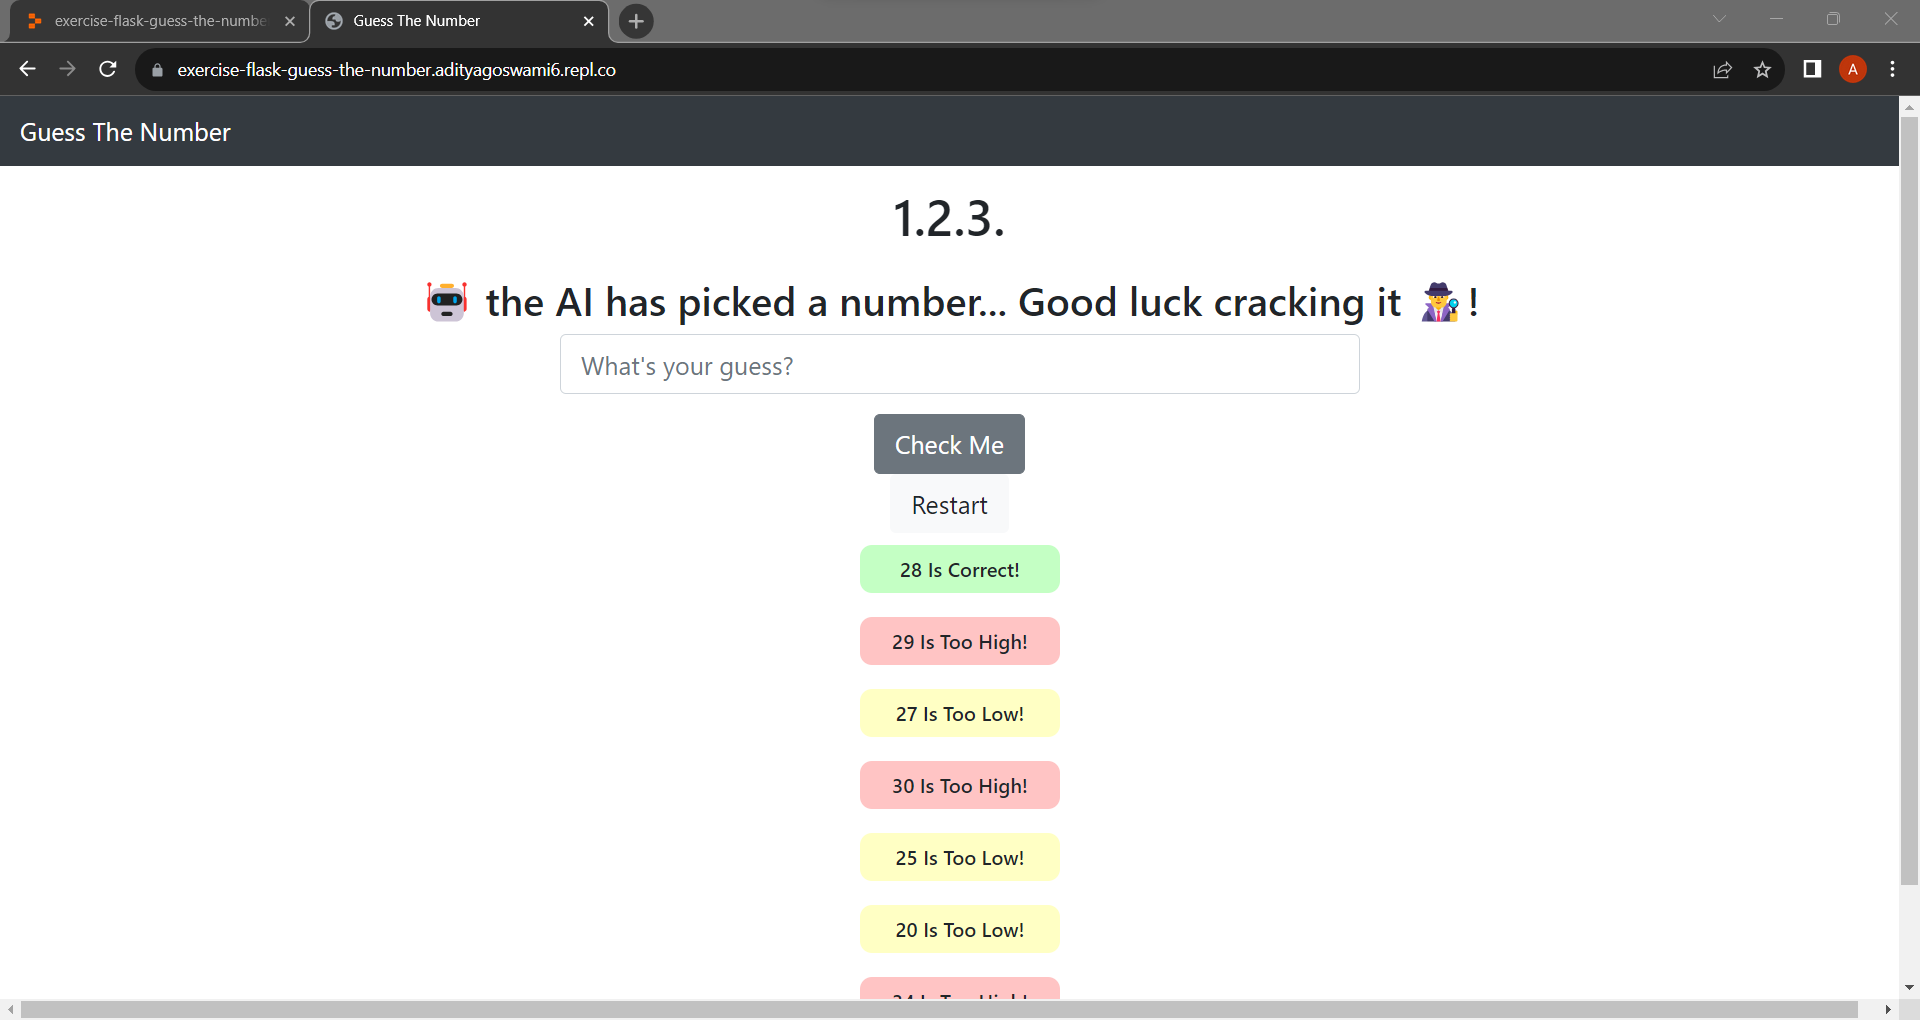 exercise-flask-guess-the-numbe
Guess The Number
exercise-flask-guess-the-number.adityagoswami6.repl.co
A
Guess The Number
1.2.3.
🤖 the AI has picked a number... Good luck cracking it 🕵️!
What's your guess?
Check Me
Restart
28 Is Correct!
29 Is Too High!
27 Is Too Low!
30 Is Too High!
25 Is Too Low!
20 Is Too Low!
Is Too High!